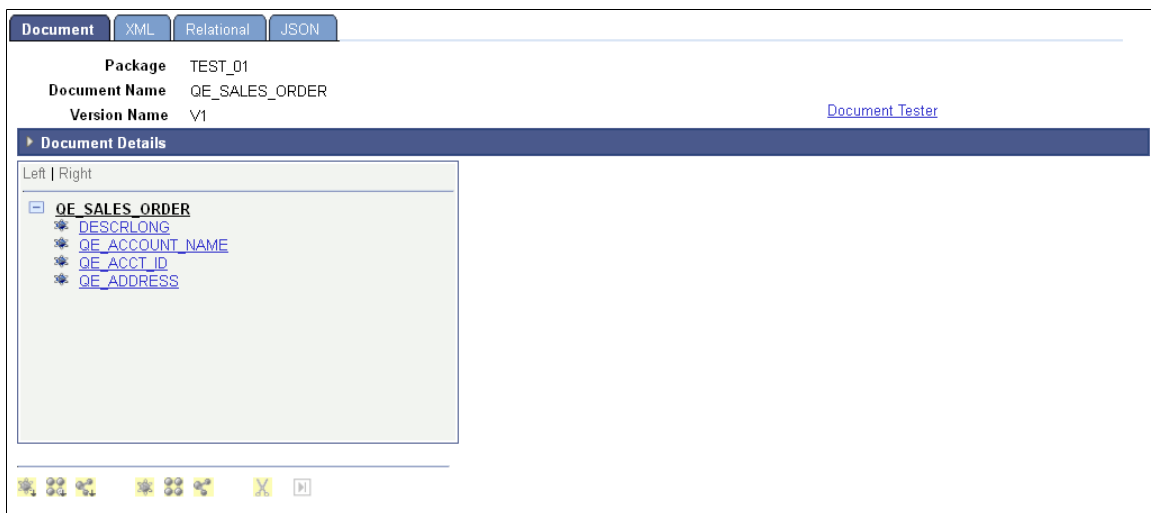 Document XML Relational JSON
Package TEST_01
Document Name QE_SALES_ORDER
Version Name V1 Document Tester
Document Details
Left | Right
QE_SALES_ORDER
DESCRLONG
QE_ACCOUNT_NAME
QE_ACCT_ID
QE_ADDRESS